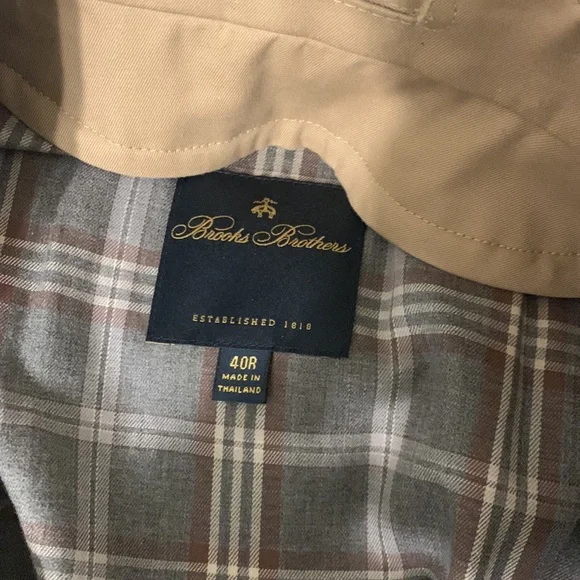 Brooks Brothers
ESTABLISHED 1818
40R
MADE IN
THAILAND